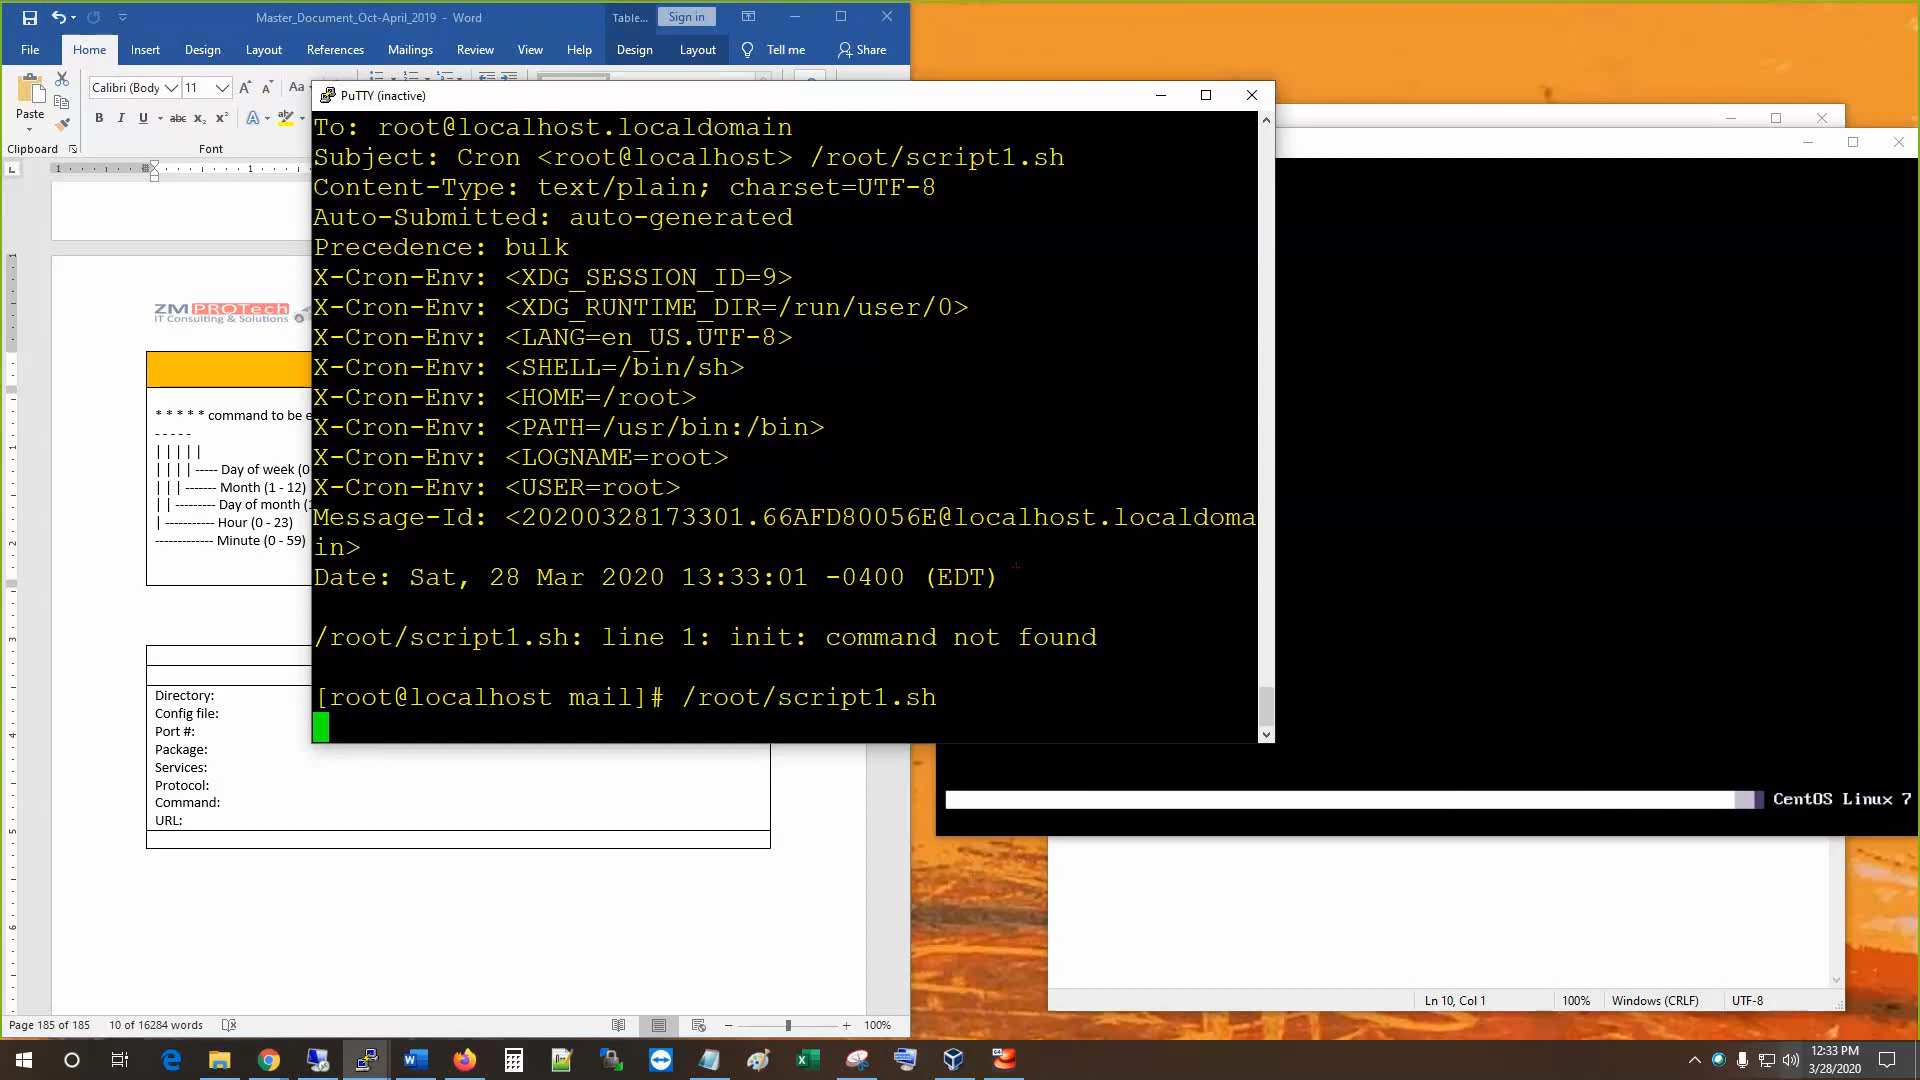 Master_Document_Oct-April_2019 - Word
Table...
Sign in
File Home Insert Design Layout References Mailings Review View Help Design Layout Tell me Share
Paste
Calibri (Body
11
Aa
B I U abc x₂ x² A ab
Clipboard
Font
PuTTY (inactive)
To: root@localhost.localdomain
Subject: Cron <root@localhost> /root/script1.sh
Content-Type: text/plain; charset=UTF-8
Auto-Submitted: auto-generated
Precedence: bulk
X-Cron-Env: <XDG_SESSION_ID=9>
X-Cron-Env: <XDG_RUNTIME_DIR=/run/user/0>
X-Cron-Env: <LANG=en_US.UTF-8>
X-Cron-Env: <SHELL=/bin/sh>
X-Cron-Env: <HOME=/root>
X-Cron-Env: <PATH=/usr/bin:/bin>
X-Cron-Env: <LOGNAME=root>
X-Cron-Env: <USER=root>
Message-Id: <20200328173301.66AFD80056E@localhost.localdoma
in>
Date: Sat, 28 Mar 2020 13:33:01 -0400 (EDT)
/root/script1.sh: line 1: init: command not found
[root@localhost mail]# /root/script1.sh
ZM PROTech
IT Consulting & Solutions
* * * * * command to be e
- - - - -
| | | | |
| | | | ----- Day of week (0
| | | ------- Month (1 - 12)
| | --------- Day of month (1
| ----------- Hour (0 - 23)
------------- Minute (0 - 59)
Directory:
Config file:
Port #:
Package:
Services:
Protocol:
Command:
URL:
CentOS Linux 7
Ln 10, Col 1
100%
Windows (CRLF)
UTF-8
Page 185 of 185
10 of 16284 words
100%
12:33 PM
3/28/2020